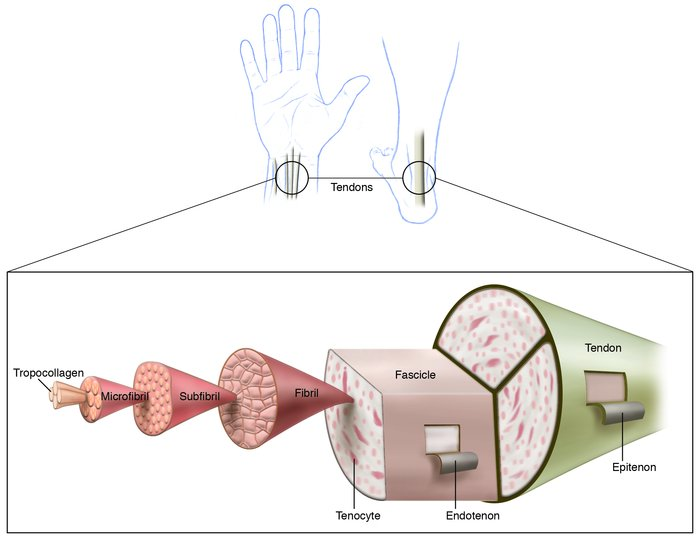 Tendons
Tendon
Fascicle
Tropocollagen
Microfibril
Subfibril
Fibril
Epitenon
Tenocyte
Endotenon